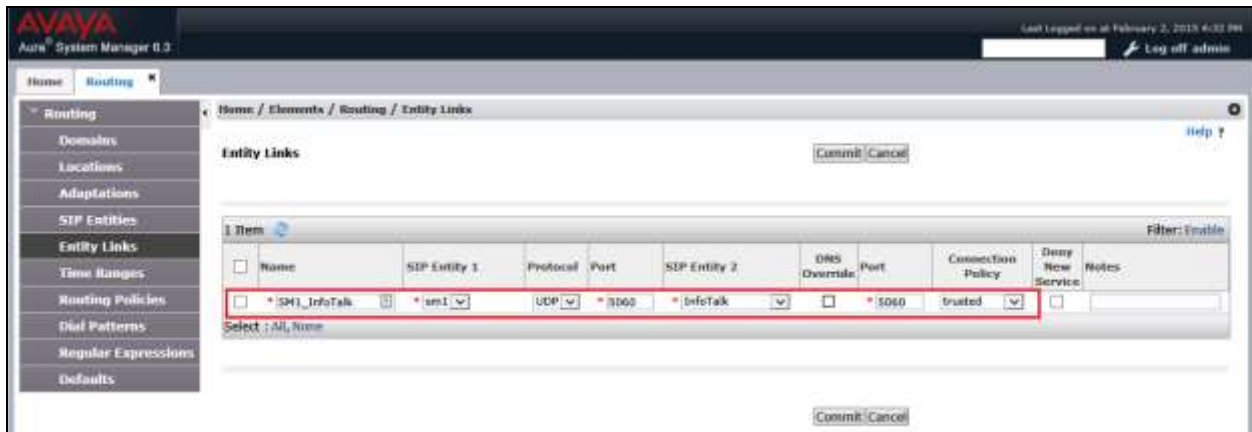 AVAYA
Last Logged on at February 2, 2015 4:32 PM
Aura® System Manager 6.3
Log off admin
Home
Routing
Routing
Home / Elements / Routing / Entity Links
Help ?
Domains
Entity Links
Commit Cancel
Locations
Adaptations
SIP Entities
1 Item
Filter: Enable
Entity Links
Name SIP Entity 1 Protocol Port SIP Entity 2 DNS Override Port Connection Policy Deny New Service Notes
Time Ranges
Routing Policies
* SM1_InfoTalk * sm1 UDP * 5060 * InfoTalk * 5060 trusted
Dial Patterns
Select : All, None
Regular Expressions
Defaults
Commit Cancel